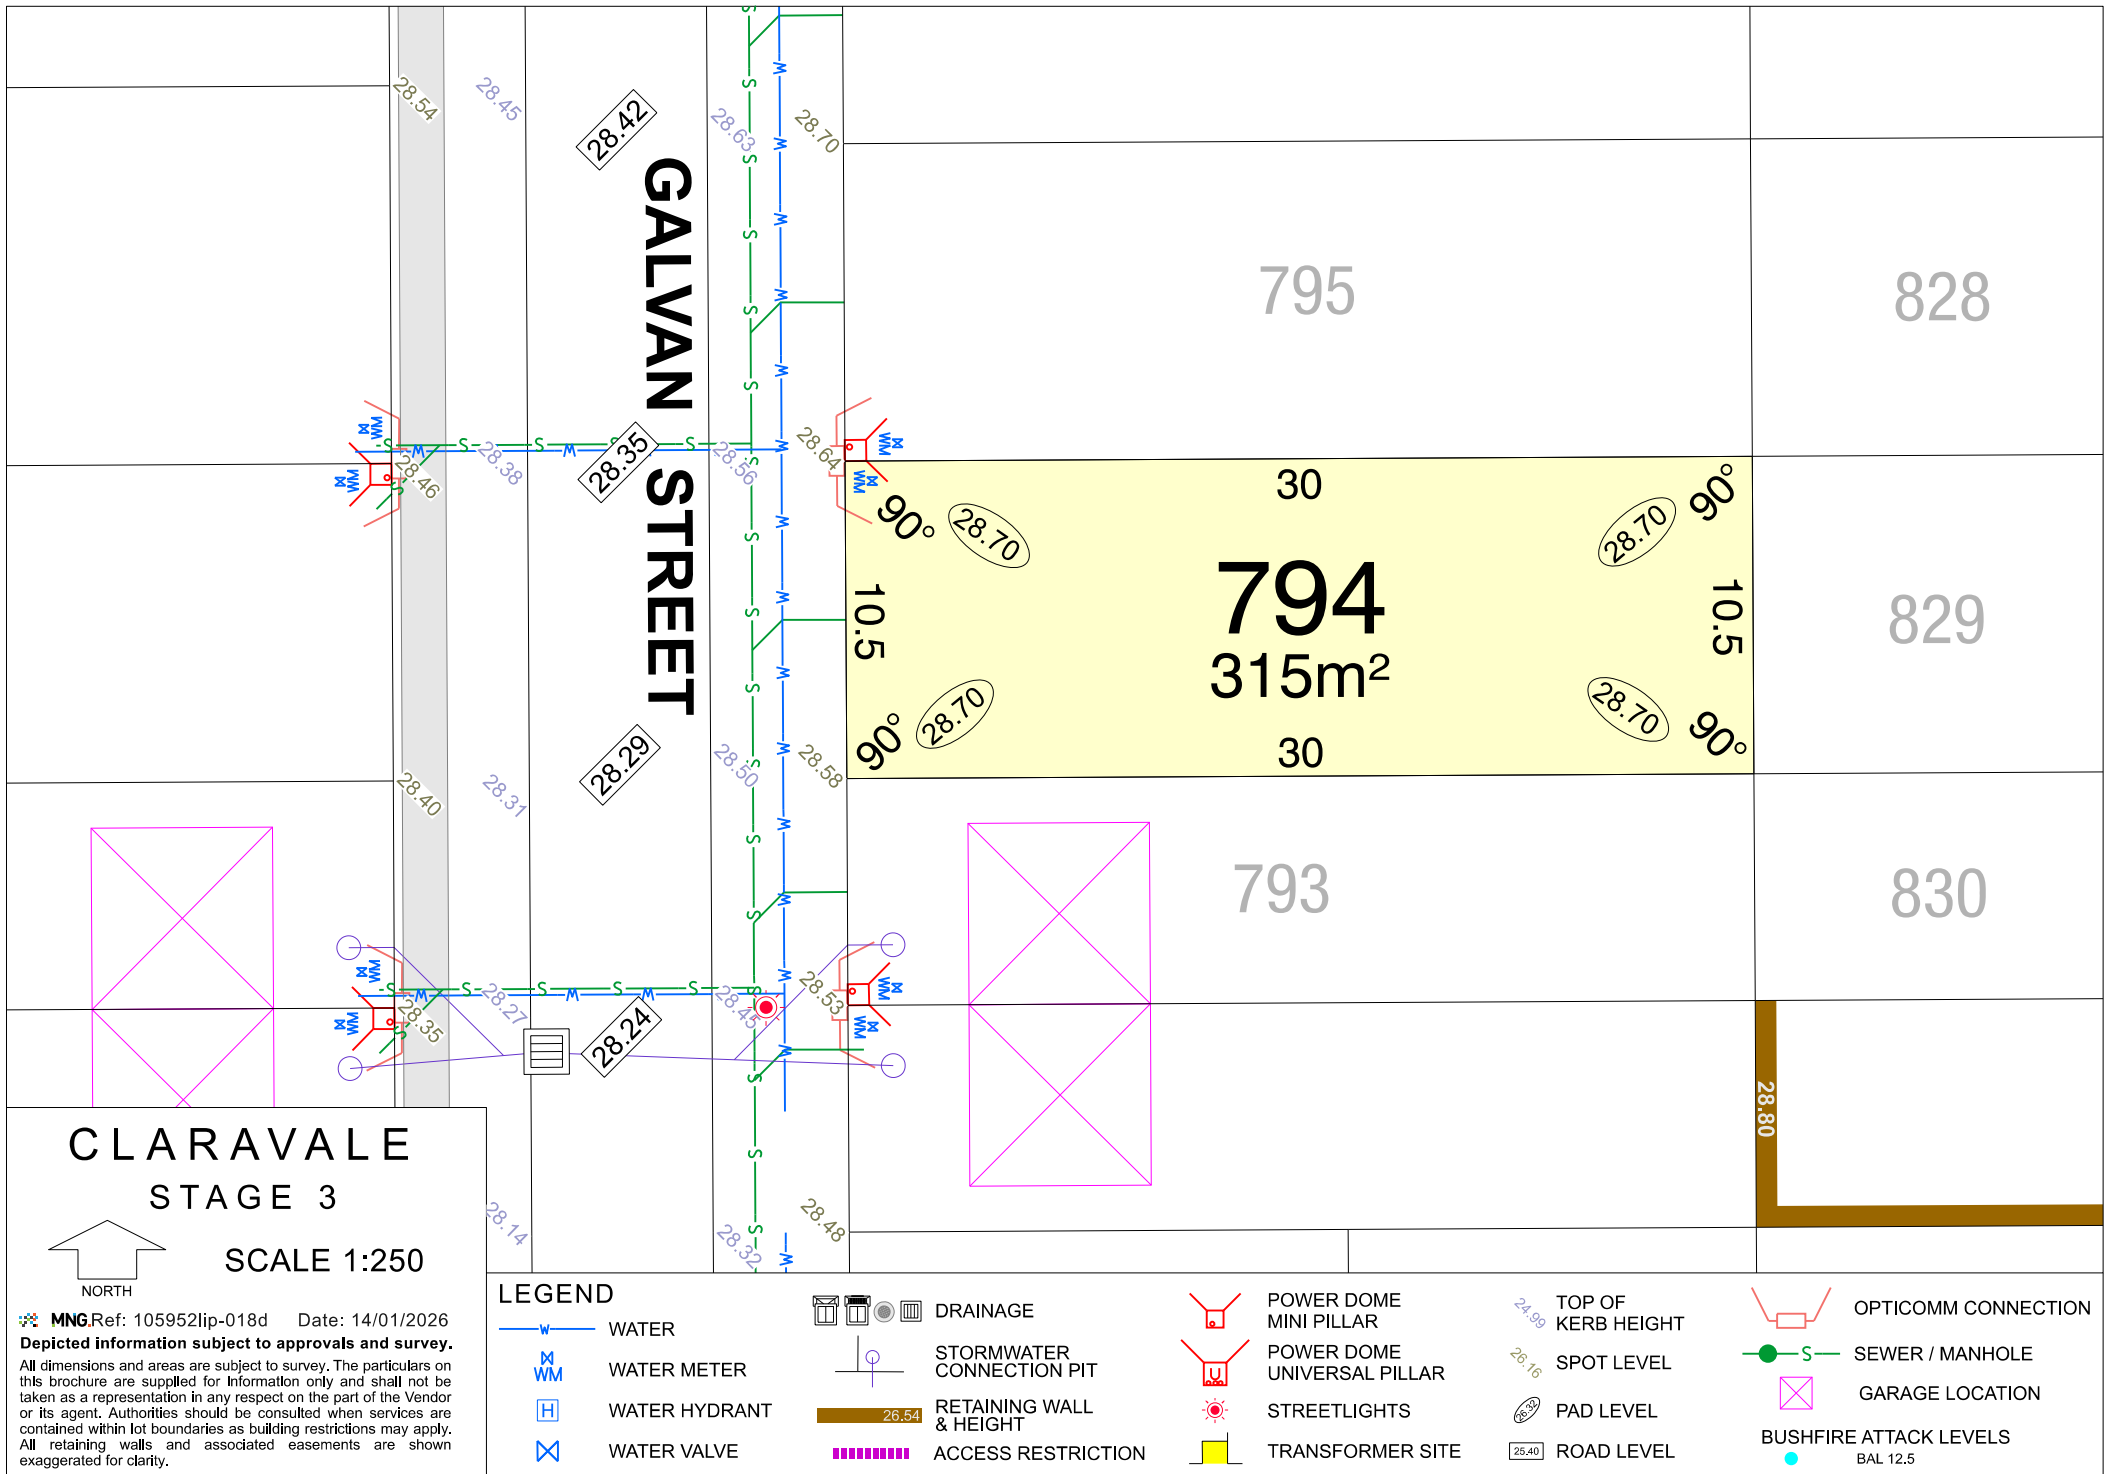 28.54
28.45
28.42
28.63
28.70
GALVAN STREET
795
828
28.46
28.38
28.35
28.56
28.64
WM
WM
WM
WM
30
90°
90°
28.70
28.70
10.5
794
315m²
10.5
829
28.70
28.70
90°
90°
30
28.40
28.31
28.29
28.50
28.58
793
830
WM
WM
WM
WM
28.35
28.27
28.24
28.45
28.53
28.80
28.14
28.32
28.48
CLARAVALE
STAGE 3
SCALE 1:250
NORTH
MNG Ref: 105952lip-018d Date: 14/01/2026
Depicted information subject to approvals and survey.
All dimensions and areas are subject to survey. The particulars on
this brochure are supplied for information only and shall not be
taken as a representation in any respect on the part of the Vendor
or its agent. Authorities should be consulted when services are
contained within lot boundaries as building restrictions may apply.
All retaining walls and associated easements are shown
exaggerated for clarity.
LEGEND
W WATER
WM WATER METER
H WATER HYDRANT
WATER VALVE
DRAINAGE
STORMWATER
CONNECTION PIT
26.54 RETAINING WALL
& HEIGHT
ACCESS RESTRICTION
POWER DOME
MINI PILLAR
POWER DOME
UNIVERSAL PILLAR
U
STREETLIGHTS
TRANSFORMER SITE
24.99 TOP OF
KERB HEIGHT
26.16 SPOT LEVEL
26.32 PAD LEVEL
25.40 ROAD LEVEL
OPTICOMM CONNECTION
S SEWER / MANHOLE
GARAGE LOCATION
BUSHFIRE ATTACK LEVELS
BAL 12.5